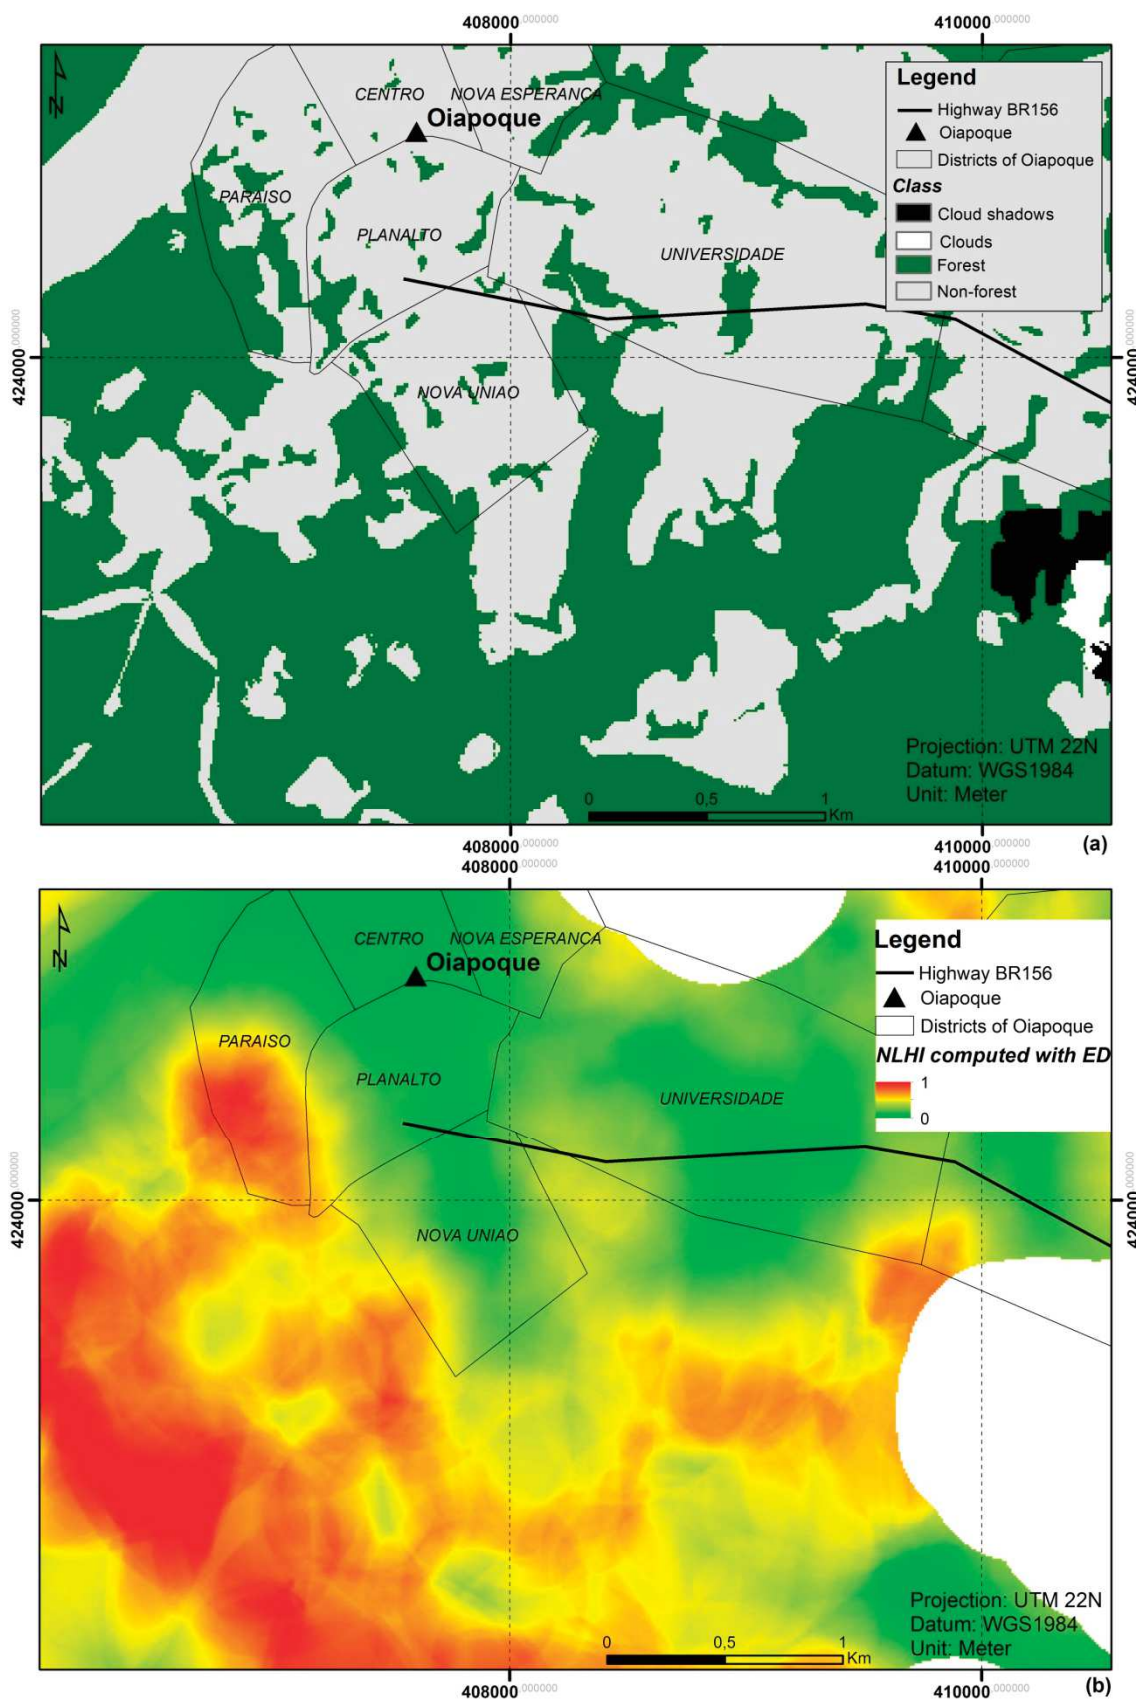 408000,000000 410000,000000
N
Legend
Highway BR156
Oiapoque
Districts of Oiapoque
Class
Cloud shadows
Clouds
Forest
Non-forest
CENTRO NOVA ESPERANÇA
Oiapoque
PARAISO
PLANALTO
UNIVERSIDADE
424000,000000 424000,000000
NOVA UNIAO
Projection: UTM 22N
Datum: WGS1984
Unit: Meter
0 0,5 1
Km
408000,000000 410000,000000
(a)
408000,000000 410000,000000
N
Legend
Highway BR156
Oiapoque
Districts of Oiapoque
NLHI computed with ED
1
0
CENTRO NOVA ESPERANÇA
Oiapoque
PARAISO
PLANALTO
UNIVERSIDADE
424000,000000 424000,000000
NOVA UNIAO
Projection: UTM 22N
Datum: WGS1984
Unit: Meter
0 0,5 1
Km
(b)
408000,000000 410000,000000